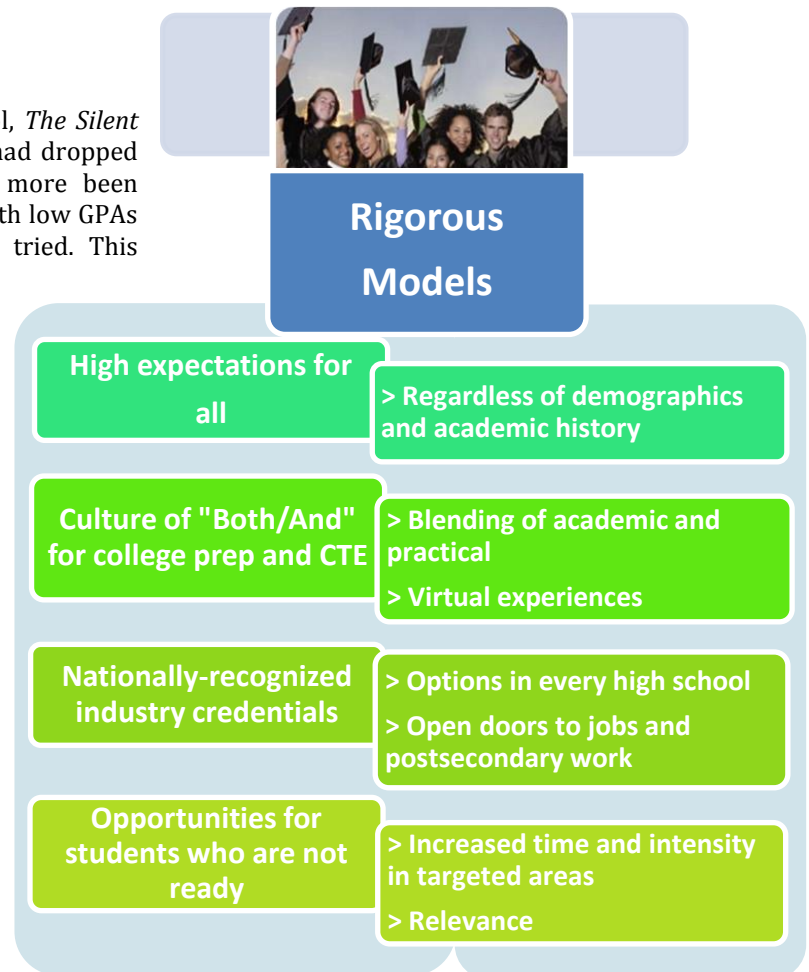 l, The Silent
had dropped
more been
th low GPAs
tried. This
Rigorous
Models
High expectations for
all
> Regardless of demographics
and academic history
Culture of "Both/And"
for college prep and CTE
> Blending of academic and
practical
> Virtual experiences
Nationally-recognized
industry credentials
> Options in every high school
> Open doors to jobs and
postsecondary work
Opportunities for
students who are not
ready
> Increased time and intensity
in targeted areas
> Relevance